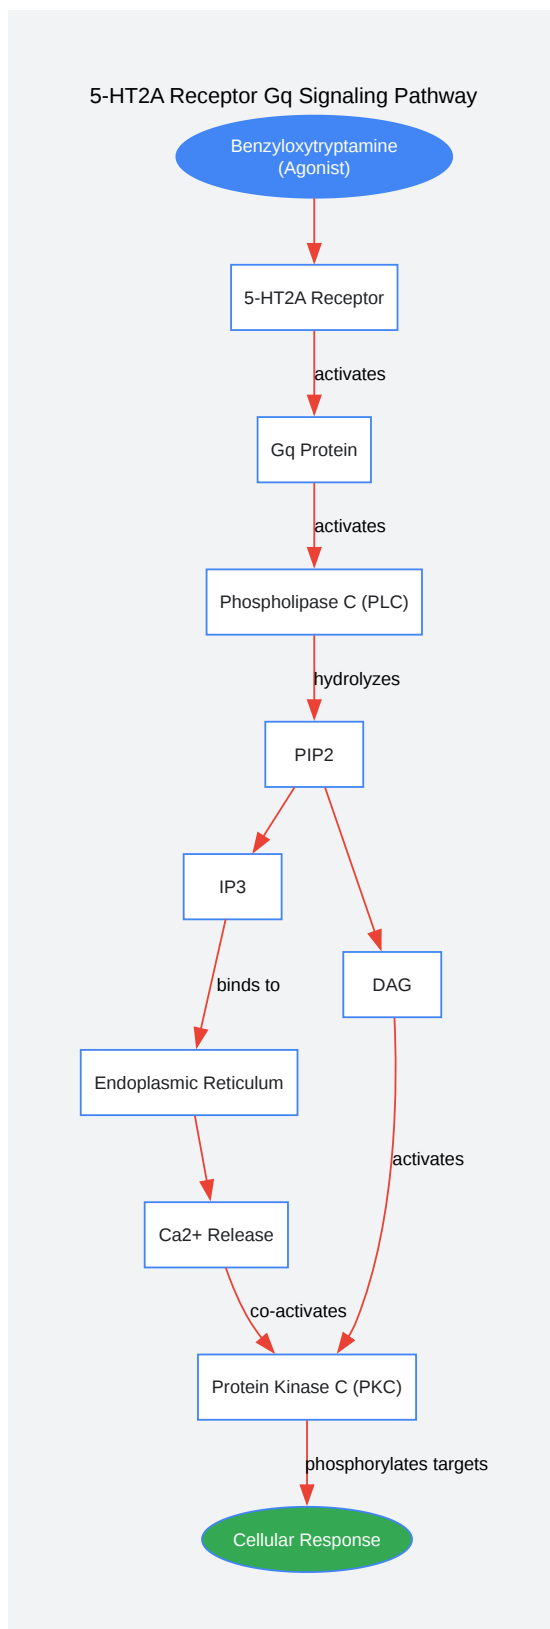 5-HT2A Receptor Gq Signaling Pathway
Benzyloxytryptamine
(Agonist)
5-HT2A Receptor
activates
Gq Protein
activates
Phospholipase C (PLC)
hydrolyzes
PIP2
IP3
DAG
binds to
Endoplasmic Reticulum
activates
Ca2+ Release
co-activates
Protein Kinase C (PKC)
phosphorylates targets
Cellular Response